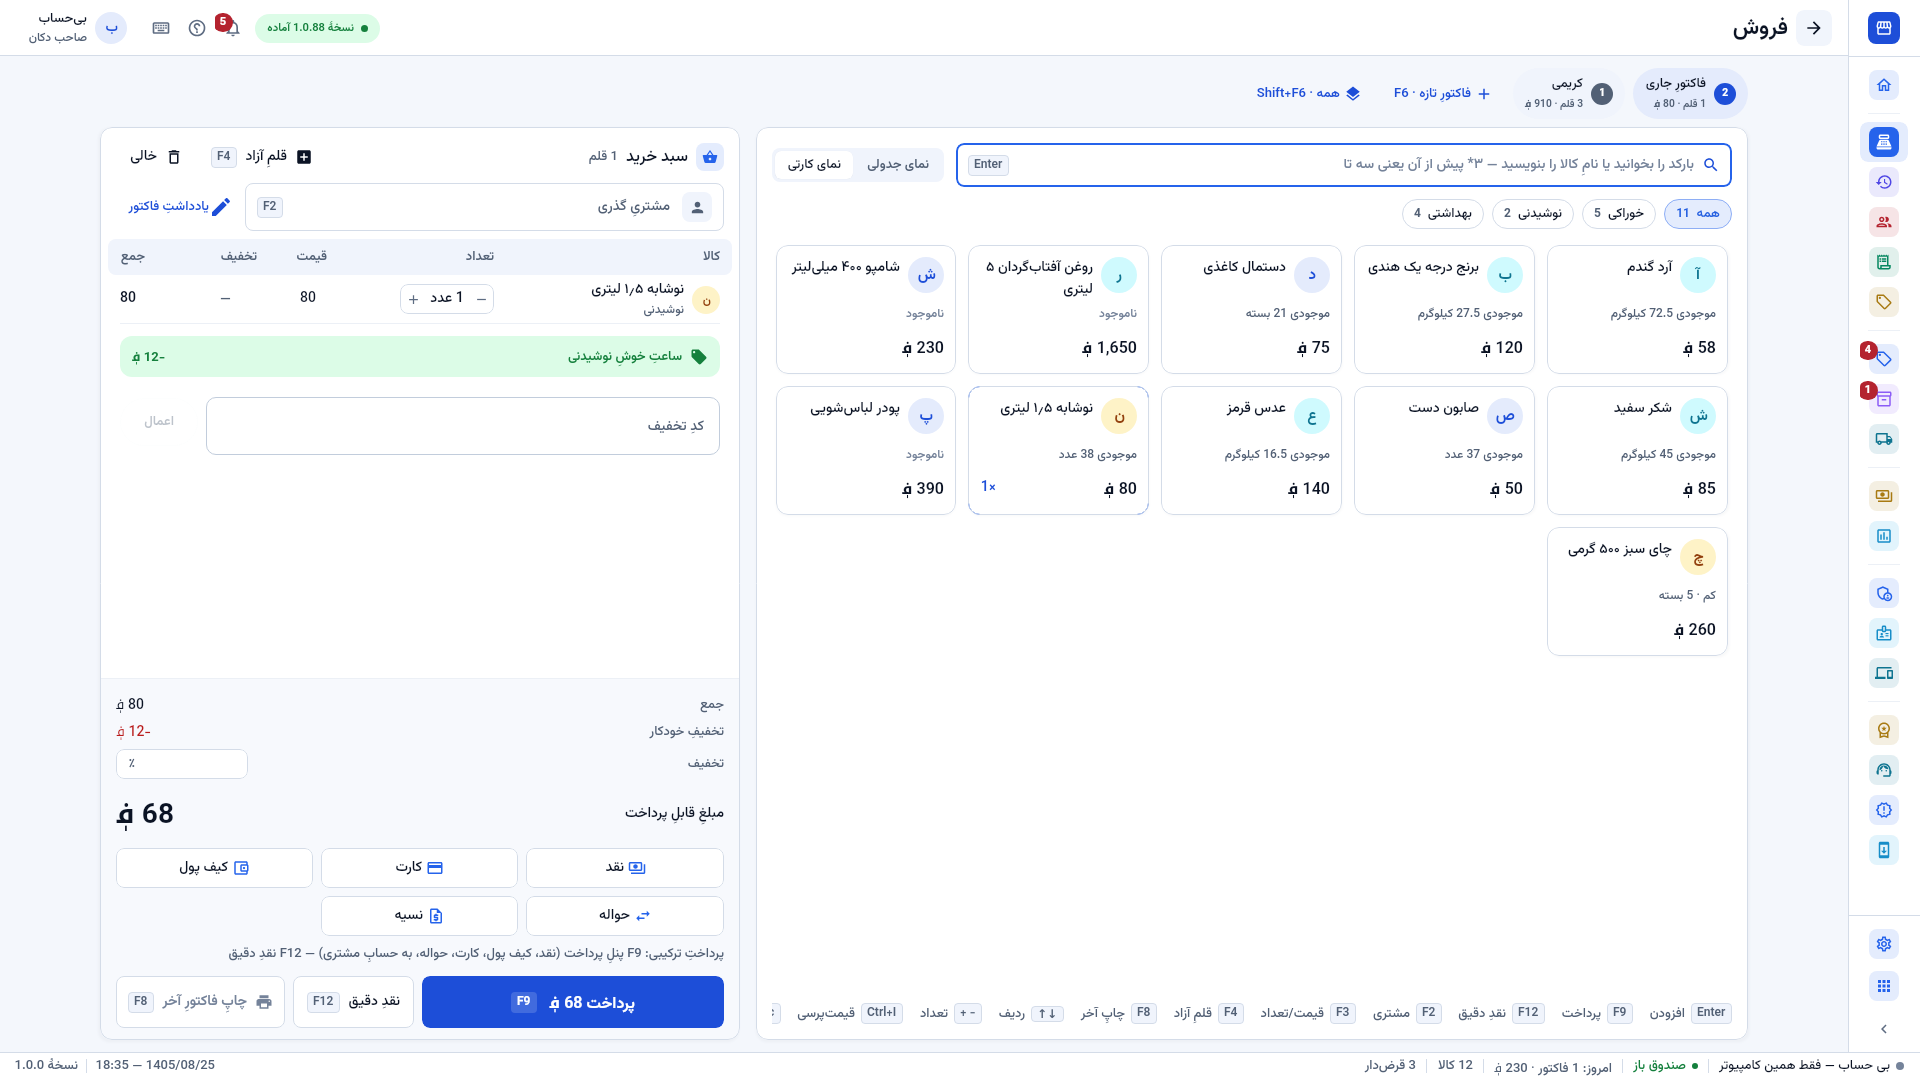 فروش
نسخهٔ 1.0.88 آماده
5
بی‌حساب
صاحب دکان
ب
2
فاکتورِ جاری
1 قلم · 80 ؋
1
کریمی
3 قلم · 910 ؋
فاکتورِ تازه · F6
همه · Shift+F6
بارکد را بخوانید یا نامِ کالا را بنویسید — ۳* پیش از آن یعنی سه تا
Enter
نمای جدولی
نمای کارتی
همه 11
خوراکی 5
نوشیدنی 2
بهداشتی 4
آ
آرد گندم
موجودی 72.5 کیلوگرم
58 ؋
ب
برنج درجه یک هندی
موجودی 27.5 کیلوگرم
120 ؋
د
دستمال کاغذی
موجودی 21 بسته
75 ؋
ر
روغن آفتاب‌گردان ۵ لیتری
ناموجود
1,650 ؋
ش
شامپو ۴۰۰ میلی‌لیتر
ناموجود
230 ؋
ش
شکر سفید
موجودی 45 کیلوگرم
85 ؋
ص
صابون دست
موجودی 37 عدد
50 ؋
ع
عدس قرمز
موجودی 16.5 کیلوگرم
140 ؋
ن
نوشابه ۱٫۵ لیتری
موجودی 38 عدد
80 ؋
×1
پ
پودر لباس‌شویی
ناموجود
390 ؋
چ
چای سبز ۵۰۰ گرمی
کم · 5 بسته
260 ؋
Enter افزودن
F9 پرداخت
F12 نقدِ دقیق
F2 مشتری
F3 قیمت/تعداد
F4 قلمِ آزاد
F8 چاپِ آخر
↑↓ ردیف
+ - تعداد
Ctrl+I قیمت‌پرسی
سبد خرید 1 قلم
قلمِ آزاد F4
خالی
مشتریِ گذری
F2
یادداشتِ فاکتور
کالا
تعداد
قیمت
تخفیف
جمع
ن
نوشابه ۱٫۵ لیتری
نوشیدنی
− 1 عدد +
80
—
80
ساعتِ خوشِ نوشیدنی
-12 ؋
کدِ تخفیف
اعمال
جمع
80 ؋
تخفیفِ خودکار
-12 ؋
تخفیف
٪
مبلغِ قابلِ پرداخت
68 ؋
نقد
کارت
کیف پول
حواله
نسیه
پرداختِ ترکیبی: F9 پنلِ پرداخت (نقد، کیف پول، کارت، حواله، به حسابِ مشتری) — F12 نقدِ دقیق
پرداخت 68 ؋ F9
نقدِ دقیق F12
چاپِ فاکتورِ آخر F8
4
1
بی حساب — فقط همین کامپیوتر
صندوق باز
امروز: 1 فاکتور · 230 ؋
12 کالا
3 قرض‌دار
1405/08/25 — 18:35
نسخهٔ 1.0.0